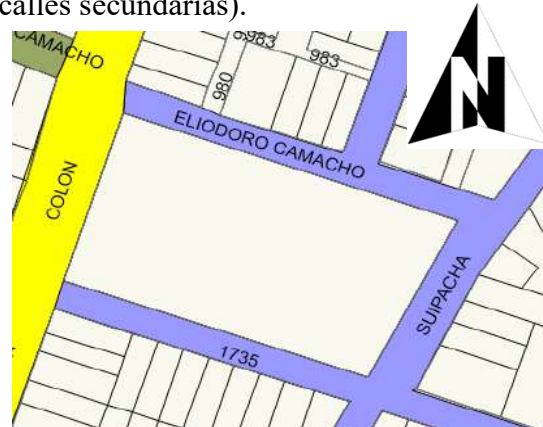 calles secundarias).
CAMACHO
983
983
980
ELIODORO CAMACHO
COLON
SUIPACHA
1735
N